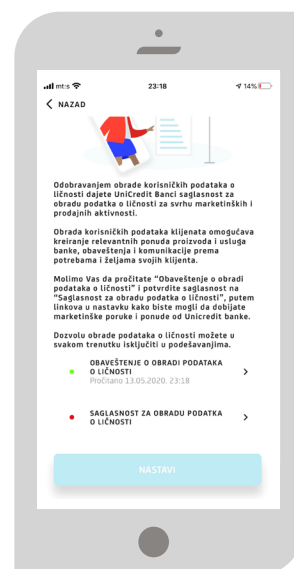 mt:s 23:18 14%
NAZAD
Odobravanjem obrade korisničkih podataka o
ličnosti dajete UniCredit Banci saglasnost za
obradu podatka o ličnosti za svrhu marketinških i
prodajnih aktivnosti.
Obrada korisničkih podataka klijenata omogućava
kreiranje relevantnih ponuda proizvoda i usluga
banke, obaveštenja i komunikacije prema
potrebama i željama svojih klijenta.
Molimo Vas da pročitate “Obaveštenje o obradi
podataka o ličnosti” i potvrdite saglasnost na
“Saglasnost za obradu podatka o ličnosti”, putem
linkova u nastavku kako biste mogli da dobijate
marketinške poruke i ponude od Unicredit banke.
Dozvolu obrade podataka o ličnosti možete u
svakom trenutku isključiti u podešavanjima.
OBAVEŠTENJE O OBRADI PODATAKA
O LIČNOSTI
Pročitano 13.05.2020. 23:18
SAGLASNOST ZA OBRADU PODATKA
O LIČNOSTI
NASTAVI